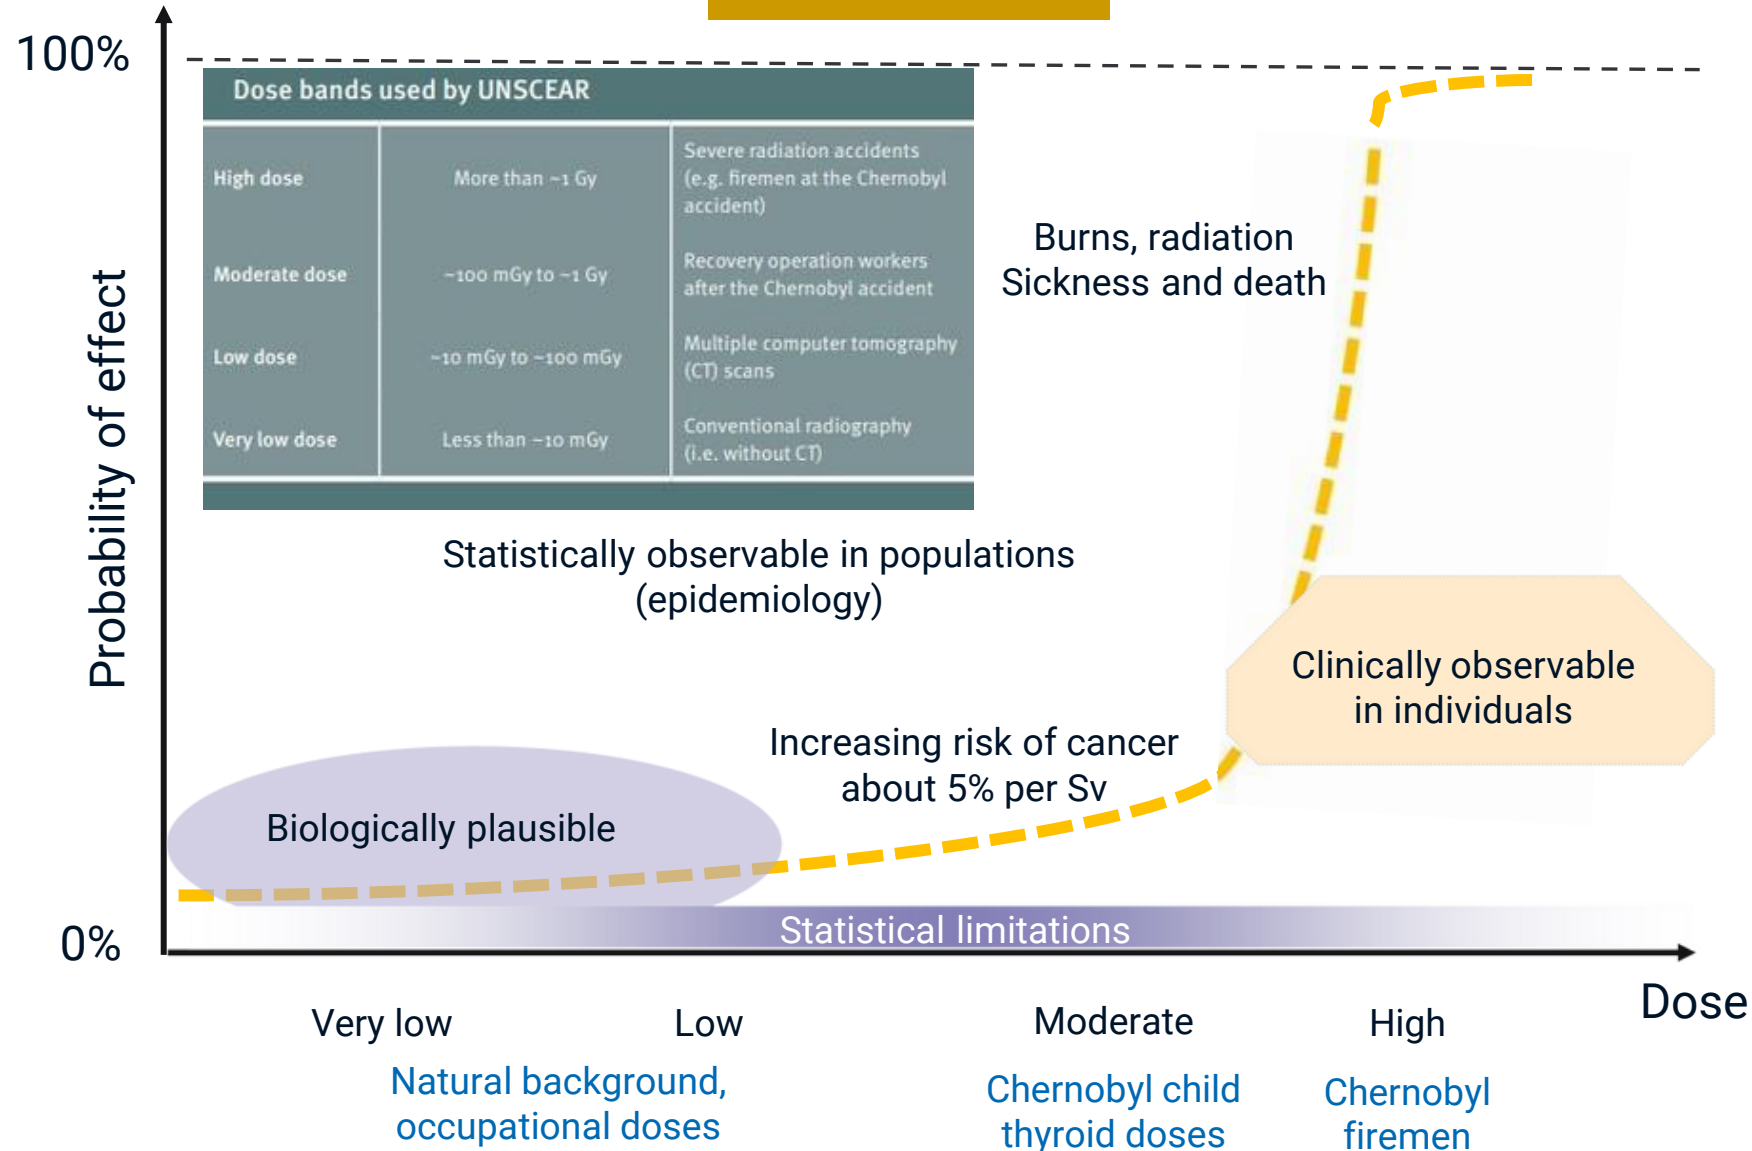 100%
Dose bands used by UNSCEAR
High dose
More than ~1 Gy
Severe radiation accidents
(e.g. firemen at the Chernobyl
accident)
Moderate dose
~100 mGy to ~1 Gy
Recovery operation workers
after the Chernobyl accident
Low dose
~10 mGy to ~100 mGy
Multiple computer tomography
(CT) scans
Very low dose
Less than ~10 mGy
Conventional radiography
(i.e. without CT)
Burns, radiation
Sickness and death
Probability of effect
Statistically observable in populations
(epidemiology)
Clinically observable
in individuals
Increasing risk of cancer
about 5% per Sv
Biologically plausible
Statistical limitations
0%
Dose
Very low
Low
Moderate
High
Natural background,
occupational doses
Chernobyl child
thyroid doses
Chernobyl
firemen